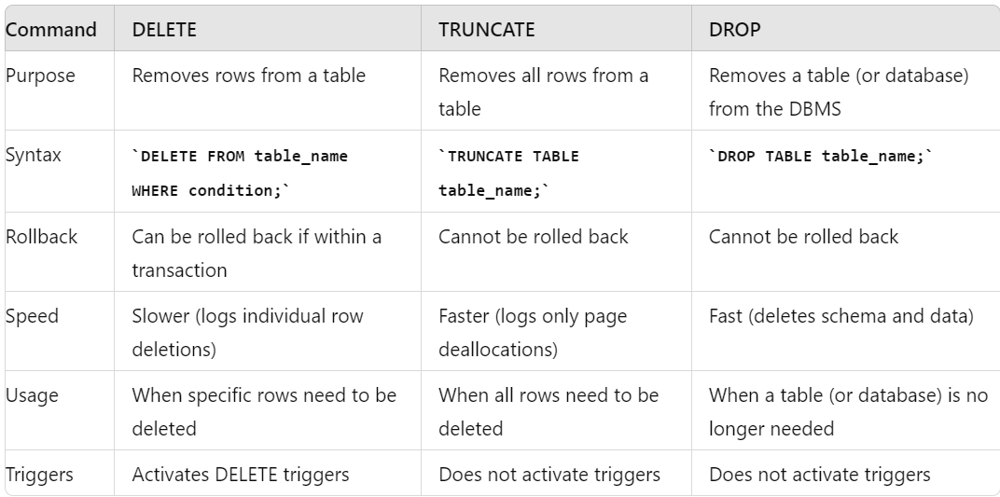 Command DELETE TRUNCATE DROP
Purpose Removes rows from a table Removes all rows from a Removes a table (or database)
table from the DBMS
Syntax `DELETE FROM table_name `TRUNCATE TABLE `DROP TABLE table_name;`
WHERE condition;` table_name;`
Rollback Can be rolled back if within a Cannot be rolled back Cannot be rolled back
transaction
Speed Slower (logs individual row Faster (logs only page Fast (deletes schema and data)
deletions) deallocations)
Usage When specific rows need to be When all rows need to be When a table (or database) is no
deleted deleted longer needed
Triggers Activates DELETE triggers Does not activate triggers Does not activate triggers